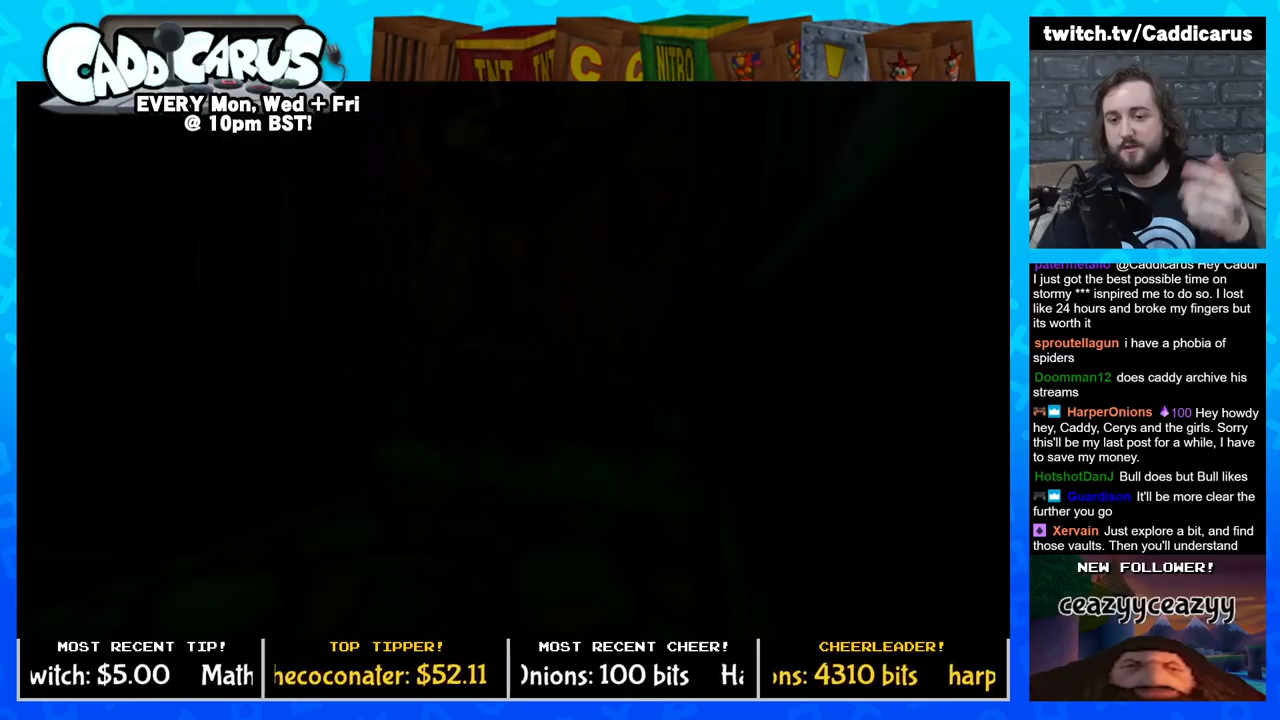 CADDICARUS
EVERY Mon, Wed + Fri
@ 10pm BST!
TNT
TNT
C
C
NITRO
twitch.tv/Caddicarus
patermetallo @Caddicarus Hey Caddi
I just got the best possible time on
stormy *** isnpired me to do so. I lost
like 24 hours and broke my fingers but
its worth it
sproutellagun i have a phobia of
spiders
Doomman12 does caddy archive his
streams
HarperOnions 100 Hey howdy
hey, Caddy, Cerys and the girls. Sorry
this'll be my last post for a while, I have
to save my money.
HotshotDanJ Bull does but Bull likes
Guardison It'll be more clear the
further you go
Xervain Just explore a bit, and find
those vaults. Then you'll understand
NEW FOLLOWER!
ceazyyceazyy
MOST RECENT TIP!
witch: $5.00 Math
TOP TIPPER!
hecoconater: $52.11
MOST RECENT CHEER!
Onions: 100 bits Ha
CHEERLEADER!
ons: 4310 bits harp